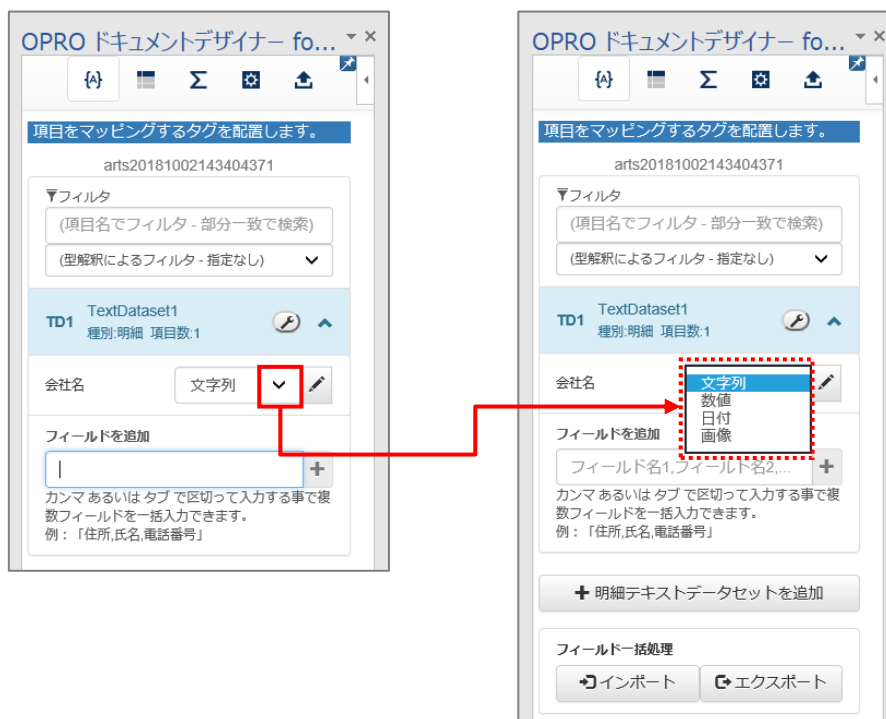 OPRO ドキュメントデザイナー fo...
{A}
項目をマッピングするタグを配置します。
arts20181002143404371
フィルタ
(項目名でフィルタ - 部分一致で検索)
(型解釈によるフィルタ - 指定なし)
TD1 TextDataset1
種別:明細 項目数:1
会社名 文字列
フィールドを追加
カンマ あるいは タブ で区切って入力する事で複
数フィールドを一括入力できます。
例：「住所,氏名,電話番号」
OPRO ドキュメントデザイナー fo...
{A}
項目をマッピングするタグを配置します。
arts20181002143404371
フィルタ
(項目名でフィルタ - 部分一致で検索)
(型解釈によるフィルタ - 指定なし)
TD1 TextDataset1
種別:明細 項目数:1
会社名 文字列
数値
日付
画像
フィールドを追加
フィールド名1,フィールド名2,...
カンマ あるいは タブ で区切って入力する事で複
数フィールドを一括入力できます。
例：「住所,氏名,電話番号」
明細テキストデータセットを追加
フィールド一括処理
インポート エクスポート